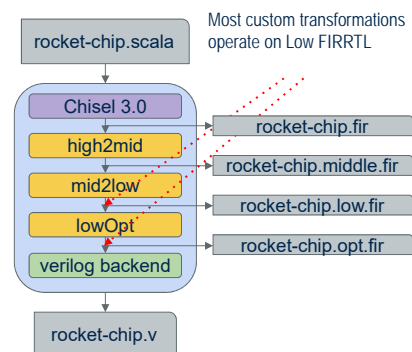 Most custom transformations
operate on Low FIRRTL
rocket-chip.scala
Chisel 3.0
rocket-chip.fir
high2mid
rocket-chip.middle.fir
mid2low
rocket-chip.low.fir
lowOpt
rocket-chip.opt.fir
verilog backend
rocket-chip.v